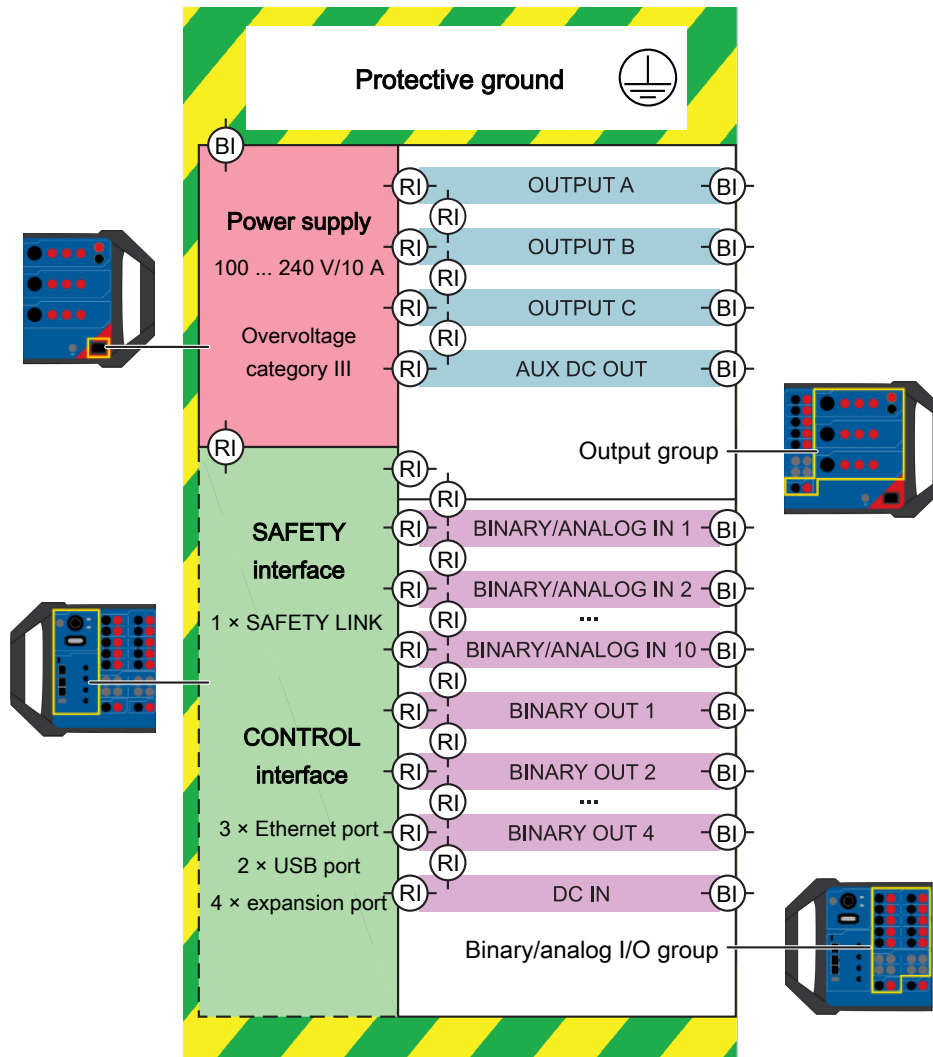 Protective ground
BI
Power supply
100 ... 240 V/10 A
Overvoltage
category III
RI
SAFETY
interface
1 × SAFETY LINK
CONTROL
interface
3 × Ethernet port
2 × USB port
4 × expansion port
RI OUTPUT A BI
RI
RI OUTPUT B BI
RI
RI OUTPUT C BI
RI
RI AUX DC OUT BI
Output group
RI
RI
RI BINARY/ANALOG IN 1 BI
RI
RI BINARY/ANALOG IN 2 BI
RI ...
RI BINARY/ANALOG IN 10 BI
RI
RI BINARY OUT 1 BI
RI
RI BINARY OUT 2 BI
RI ...
RI BINARY OUT 4 BI
RI
RI DC IN BI
Binary/analog I/O group